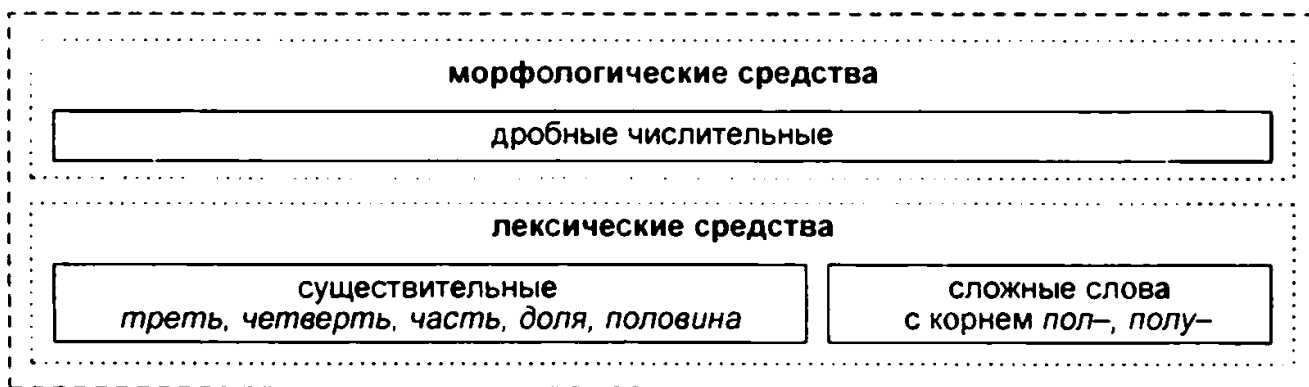 морфологические средства
дробные числительные
лексические средства
существительные
треть, четверть, часть, доля, половина
сложные слова
с корнем пол–, полу–